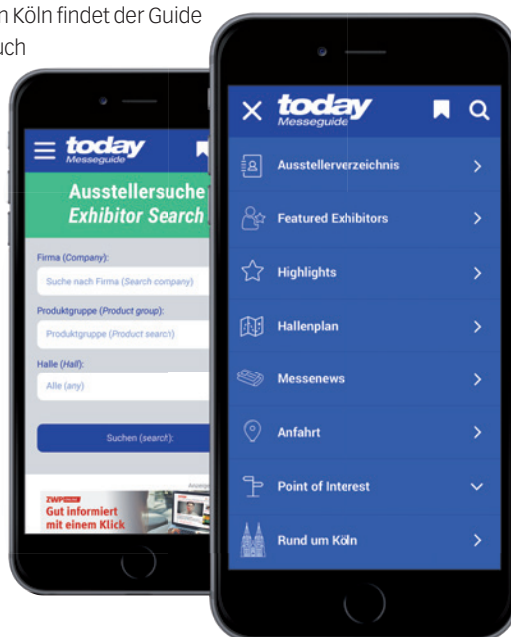 n Köln findet der Guide
uch
today
Messeguide
Ausstellersuche
Exhibitor Search
Firma (Company):
Suche nach Firma (Search company)
Produktgruppe (Product group):
Produktgruppe (Product search)
Halle (Hall):
Alle (any)
Suchen (search):
Anzeige
ZWP ONLINE
Gut informiert
mit einem Klick
today
Messeguide
Ausstellerverzeichnis
Featured Exhibitors
Highlights
Hallenplan
Messenews
Anfahrt
Point of Interest
Rund um Köln